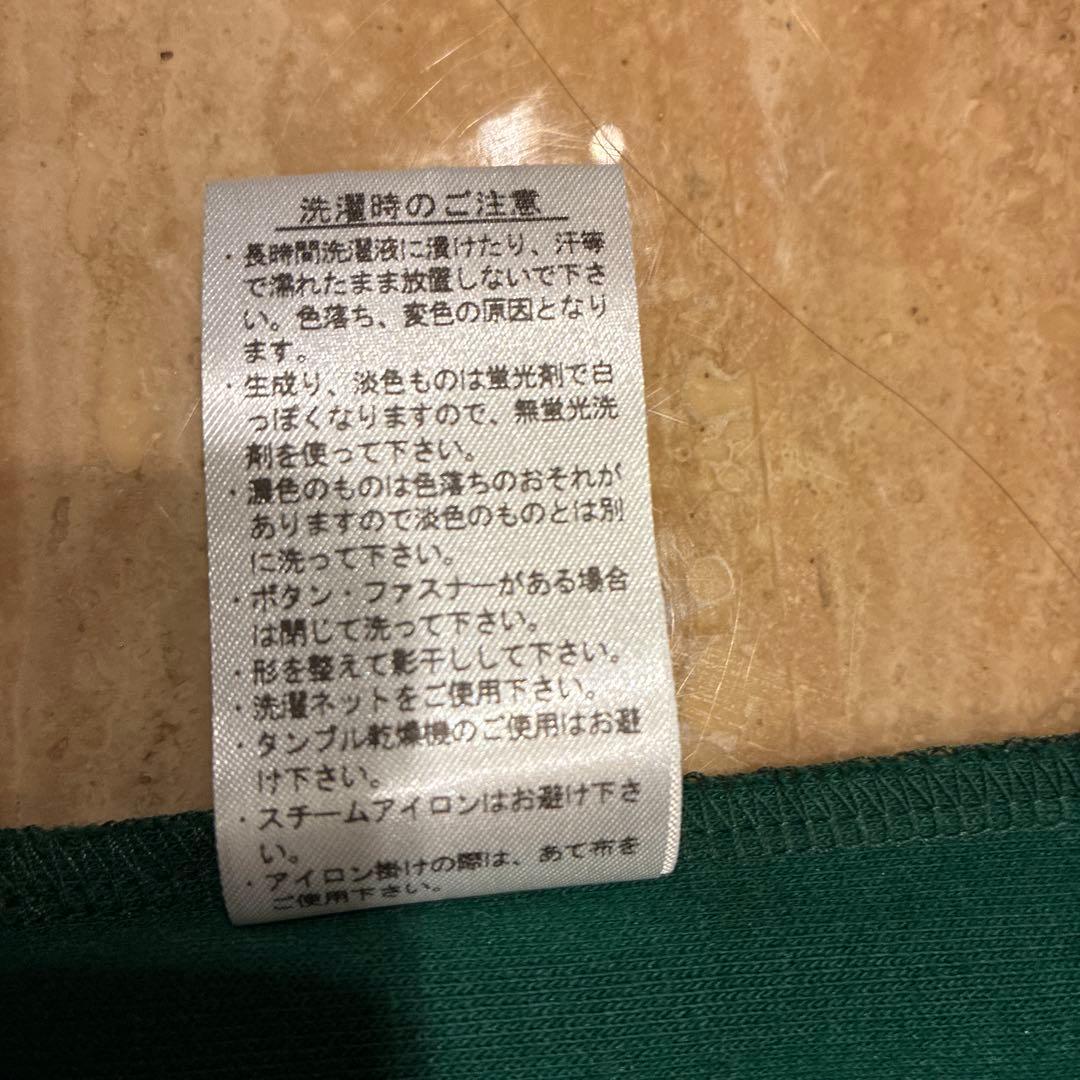 洗濯時のご注意
・長時間洗濯液に漬けたり、汗等
で濡れたまま放置しないで下さ
い。色落ち、変色の原因となり
ます。
・生成り、淡色ものは蛍光剤で白
っぽくなりますので、無蛍光洗
剤を使って下さい。
・濃色のものは色落ちのおそれが
ありますので淡色のものとは別
に洗って下さい。
・ボタン・ファスナーがある場合
は閉じて洗って下さい。
・形を整えて影干しして下さい。
・洗濯ネットをご使用下さい。
・タンブル乾燥機のご使用はお避
け下さい。
・スチームアイロンはお避け下さ
い。
・アイロン掛けの際は、あて布を
ご使用下さい。